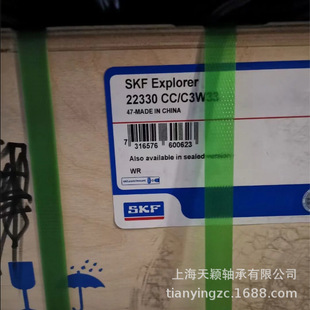 SKF Explorer
22330 CC/C3W33
47-MADE IN CHINA
7 316576 600623
Also available in sealed version
WR
SKF
上海天颖轴承有限公司
tianyingzc.1688.com